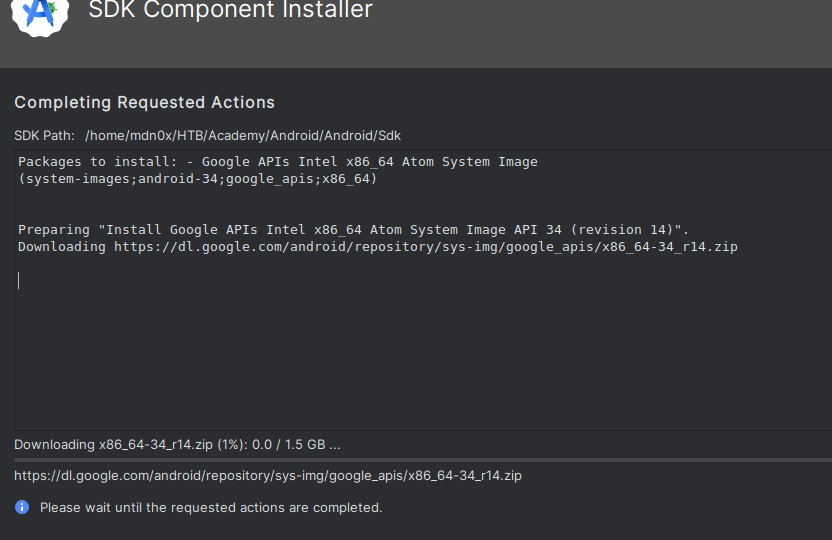 SDK Component Installer
Completing Requested Actions
SDK Path: /home/mdn0x/HTB/Academy/Android/Android/Sdk
Packages to install: - Google APIs Intel x86_64 Atom System Image
(system-images;android-34;google_apis;x86_64)
Preparing "Install Google APIs Intel x86_64 Atom System Image API 34 (revision 14)".
Downloading https://dl.google.com/android/repository/sys-img/google_apis/x86_64-34_r14.zip
Downloading x86_64-34_r14.zip (1%): 0.0 / 1.5 GB ...
https://dl.google.com/android/repository/sys-img/google_apis/x86_64-34_r14.zip
Please wait until the requested actions are completed.